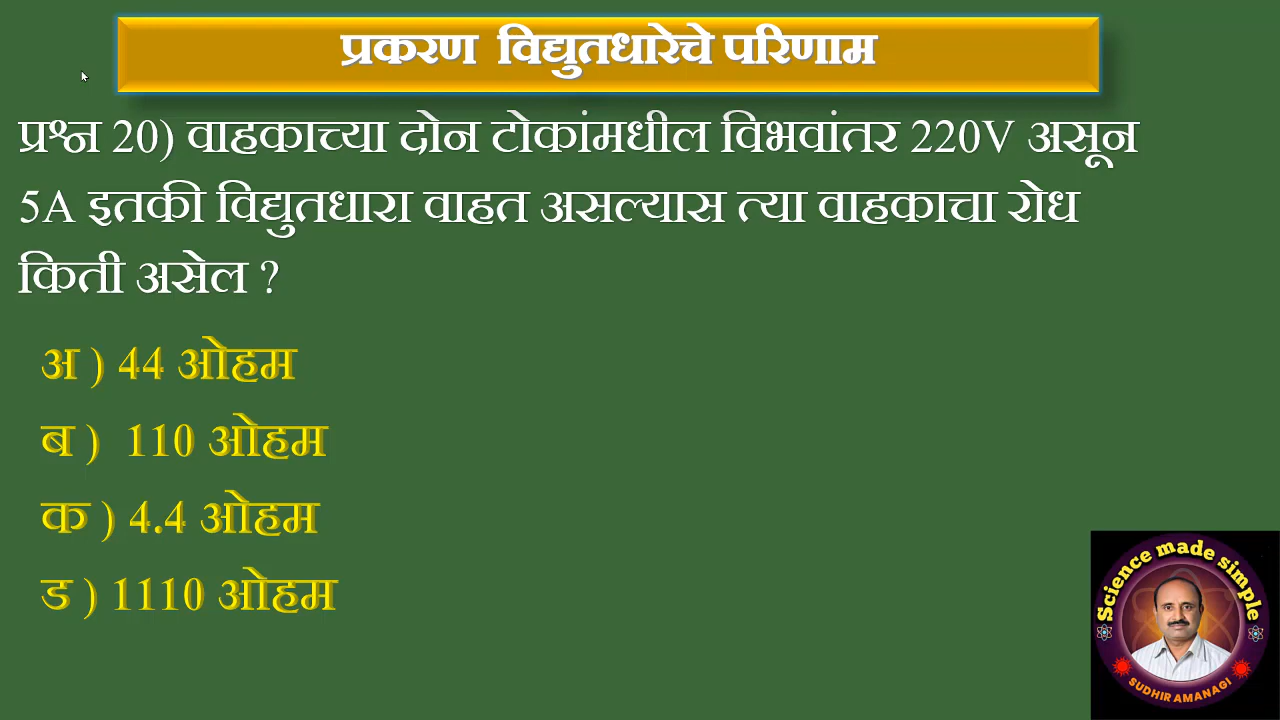 प्रकरण विद्युतधारेचे परिणाम
प्रश्न 20) वाहकाच्या दोन टोकांमधील विभवांतर 220V असून
5A इतकी विद्युतधारा वाहत असल्यास त्या वाहकाचा रोध
किती असेल ?
अ ) 44 ओहम
ब ) 110 ओहम
क ) 4.4 ओहम
ड ) 1110 ओहम
Science made simple
SUDHIR AMANAGI